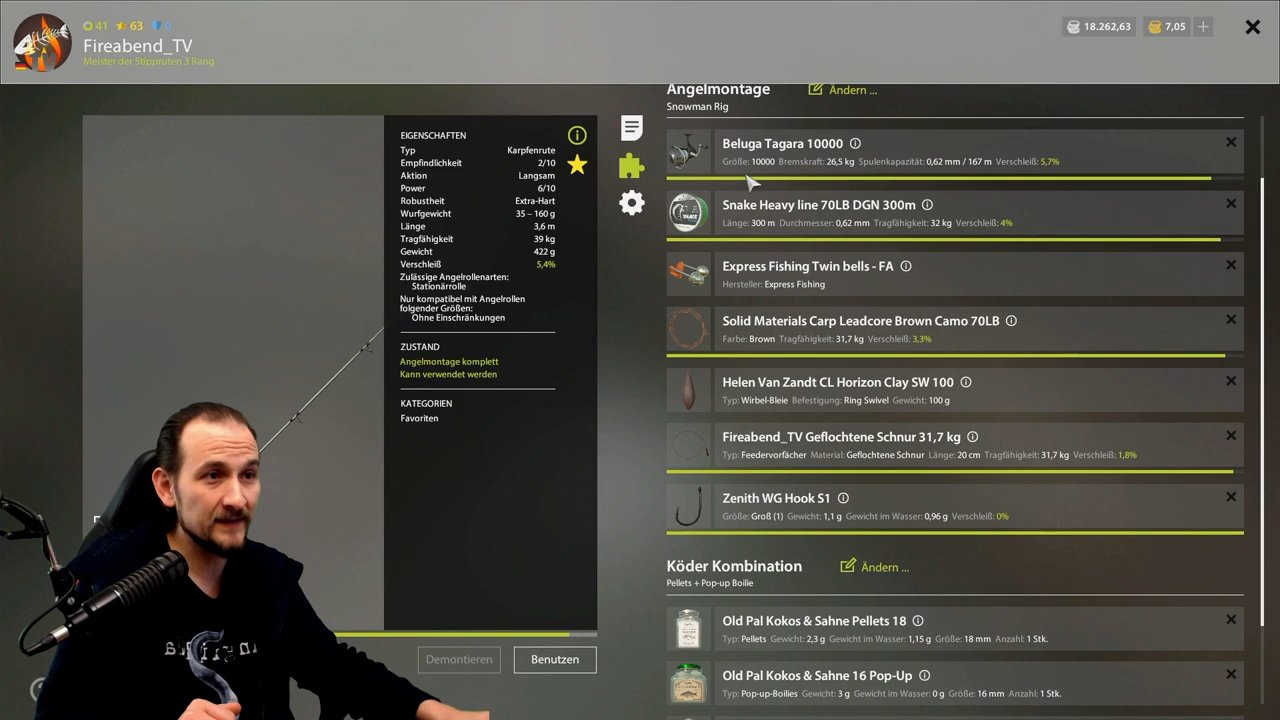 41 63 0
Fireabend_TV
Meister der Stippruten 3 Rang
18.262,63
7,05
EIGENSCHAFTEN
Typ Karpfenrute
Empfindlichkeit 2/10
Aktion Langsam
Power 6/10
Robustheit Extra-Hart
Wurfgewicht 35 – 160 g
Länge 3,6 m
Tragfähigkeit 39 kg
Gewicht 422 g
Verschleiß 5,4%
Zulässige Angelrollenarten:
Stationärrolle
Nur kompatibel mit Angelrollen
folgender Größen:
Ohne Einschränkungen
ZUSTAND
Angelmontage komplett
Kann verwendet werden
KATEGORIEN
Favoriten
Demontieren
Benutzen
Angelmontage Ändern ...
Snowman Rig
Beluga Tagara 10000
Größe: 10000 Bremskraft: 26,5 kg Spulenkapazität: 0,62 mm / 167 m Verschleiß: 5,7%
Snake Heavy line 70LB DGN 300m
Länge: 300 m Durchmesser: 0,62 mm Tragfähigkeit: 32 kg Verschleiß: 4%
Express Fishing Twin bells - FA
Hersteller: Express Fishing
Solid Materials Carp Leadcore Brown Camo 70LB
Farbe: Brown Tragfähigkeit: 31,7 kg Verschleiß: 3,3%
Helen Van Zandt CL Horizon Clay SW 100
Typ: Wirbel-Bleie Befestigung: Ring Swivel Gewicht: 100 g
Fireabend_TV Geflochtene Schnur 31,7 kg
Typ: Feedervorfächer Material: Geflochtene Schnur Länge: 20 cm Tragfähigkeit: 31,7 kg Verschleiß: 1,8%
Zenith WG Hook S1
Größe: Groß (1) Gewicht: 1,1 g Gewicht im Wasser: 0,96 g Verschleiß: 0%
Köder Kombination Ändern ...
Pellets + Pop-up Boilie
Old Pal Kokos & Sahne Pellets 18
Typ: Pellets Gewicht: 2,3 g Gewicht im Wasser: 1,15 g Größe: 18 mm Anzahl: 1 Stk.
Old Pal Kokos & Sahne 16 Pop-Up
Typ: Pop-up-Boilies Gewicht: 3 g Gewicht im Wasser: 0 g Größe: 16 mm Anzahl: 1 Stk.